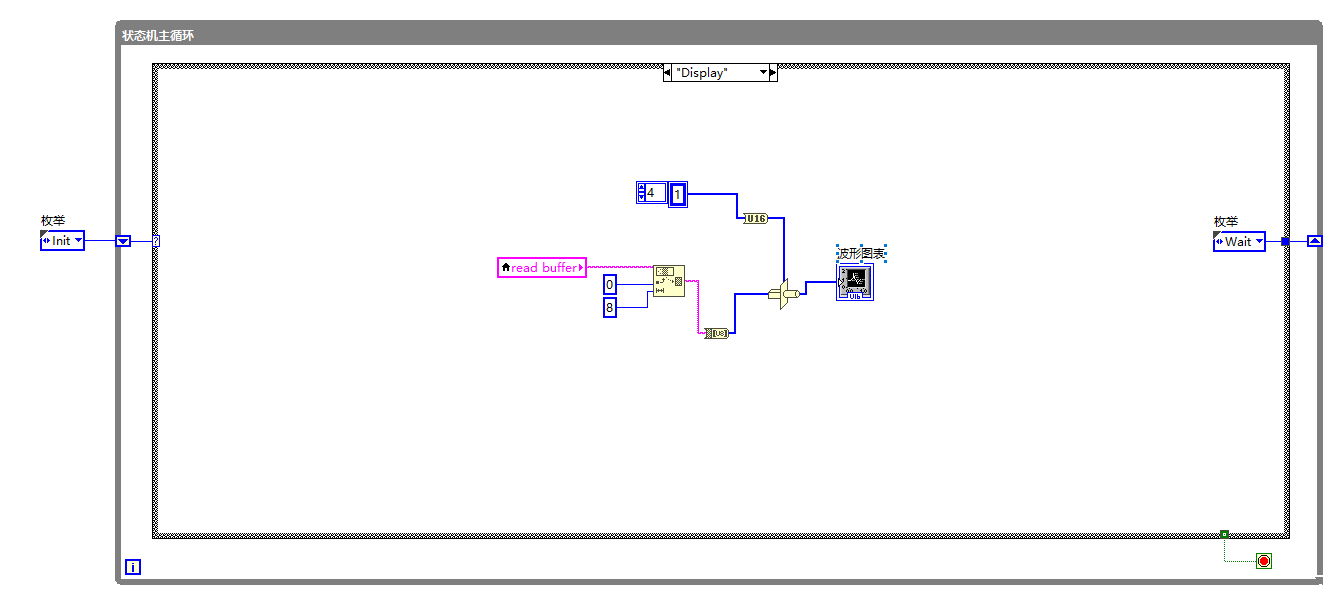 状态机主循环
"Display"
4
1
U16
枚举
Init
?
枚举
Wait
read buffer
0
8
[U8]
波形图表
U16
i